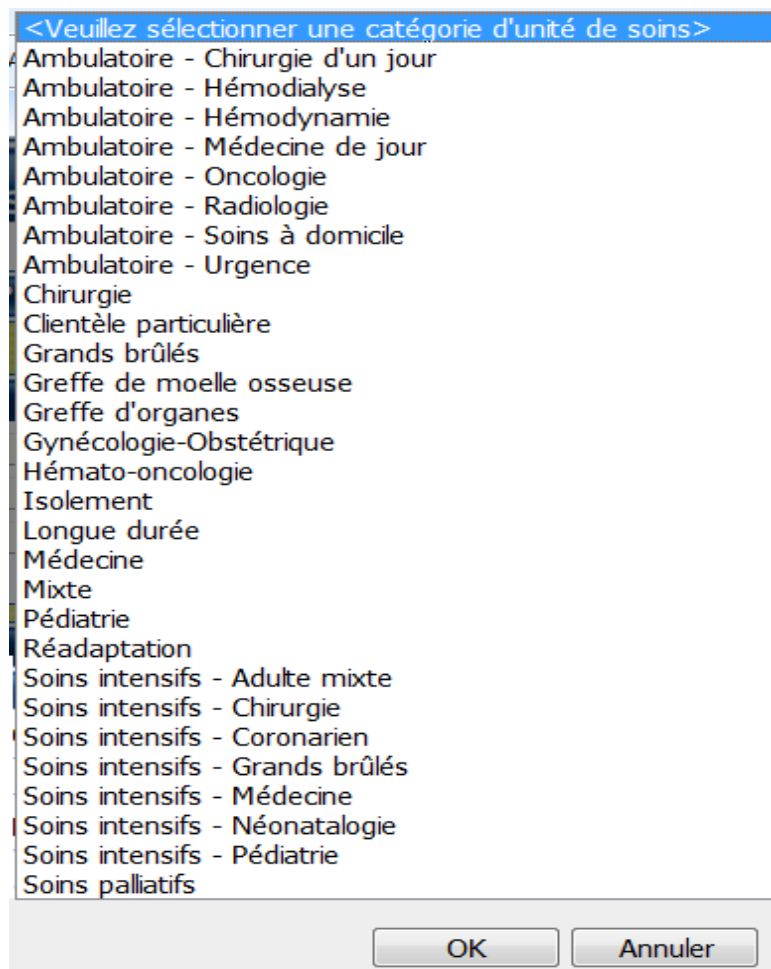 <Veuillez sélectionner une catégorie d'unité de soins>
Ambulatoire - Chirurgie d'un jour
Ambulatoire - Hémodialyse
Ambulatoire - Hémodynamie
Ambulatoire - Médecine de jour
Ambulatoire - Oncologie
Ambulatoire - Radiologie
Ambulatoire - Soins à domicile
Ambulatoire - Urgence
Chirurgie
Clientèle particulière
Grands brûlés
Greffe de moelle osseuse
Greffe d'organes
Gynécologie-Obstétrique
Hémato-oncologie
Isolement
Longue durée
Médecine
Mixte
Pédiatrie
Réadaptation
Soins intensifs - Adulte mixte
Soins intensifs - Chirurgie
Soins intensifs - Coronarien
Soins intensifs - Grands brûlés
Soins intensifs - Médecine
Soins intensifs - Néonatalogie
Soins intensifs - Pédiatrie
Soins palliatifs
OK Annuler